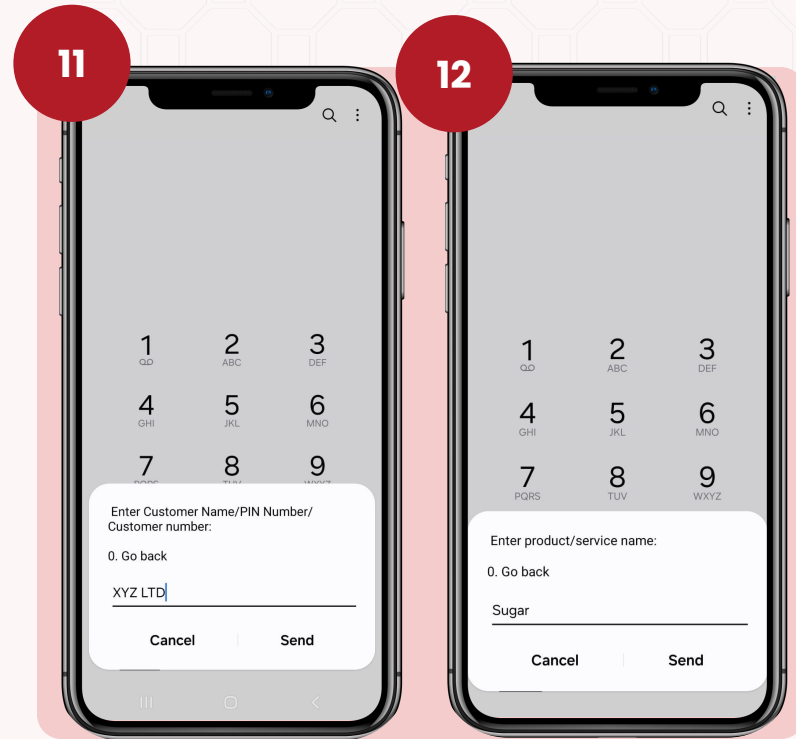 11
1
2
ABC
3
DEF
4
GHI
5
JKL
6
MNO
7
8
9
Enter Customer Name/PIN Number/
Customer number:
0. Go back
XYZ LTD
Cancel Send
12
1
2
ABC
3
DEF
4
GHI
5
JKL
6
MNO
7
PQRS
8
TUV
9
WXYZ
Enter product/service name:
0. Go back
Sugar
Cancel Send